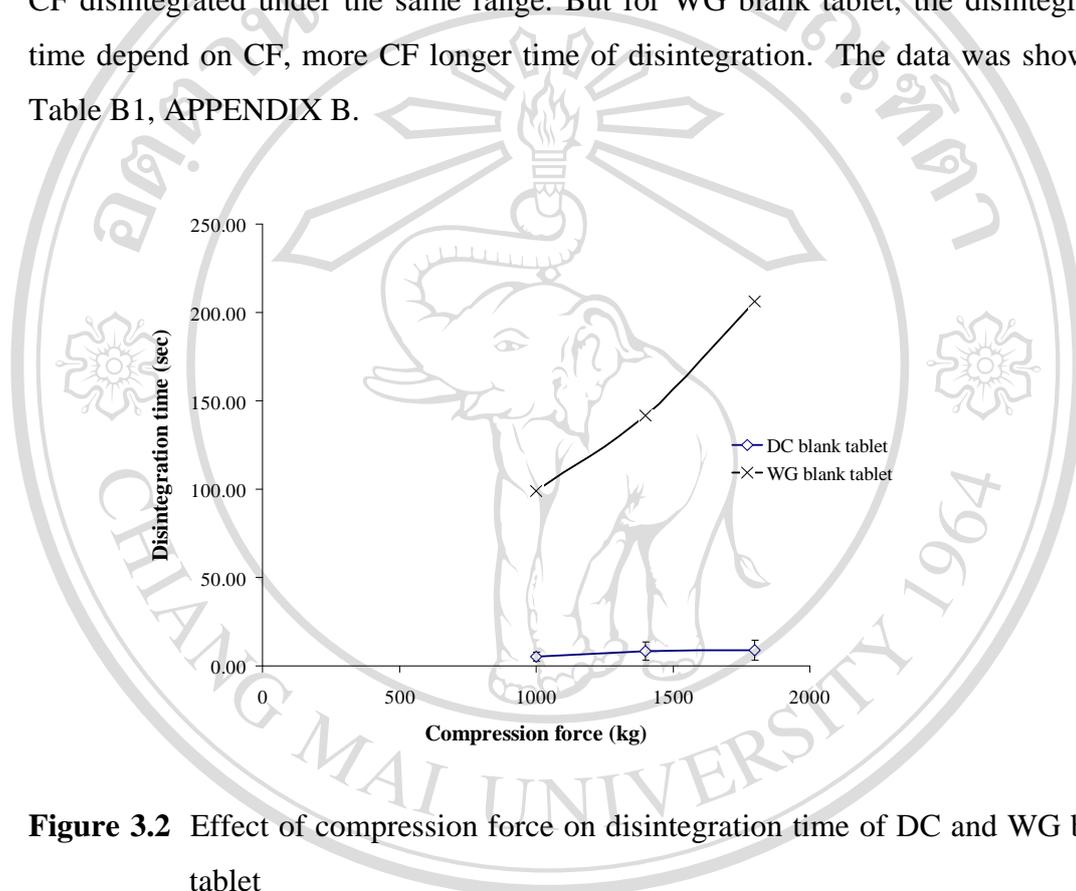 CF disintegrated under the same range. But for WG blank tablet, the
time depend on CF, more CF longer time of disintegration. The data was
Table B1, APPENDIX B.
250.00
200.00
150.00
100.00
50.00
0.00
Disintegration time (sec)
DC blank tablet
WG blank tablet
0 500 1000 1500 2000
Compression force (kg)
CHIANG MAI UNIVERSITY 1964
Figure 3.2 Effect of compression force on disintegration time of DC and WG
tablet